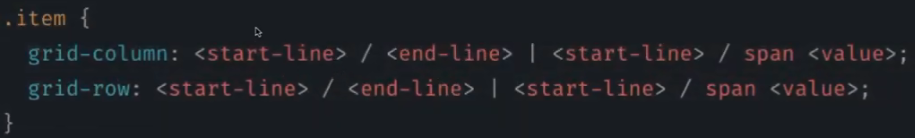 .item {
  grid-column: <start-line> / <end-line> | <start-line> / span <value>;
  grid-row: <start-line> / <end-line> | <start-line> / span <value>;
}